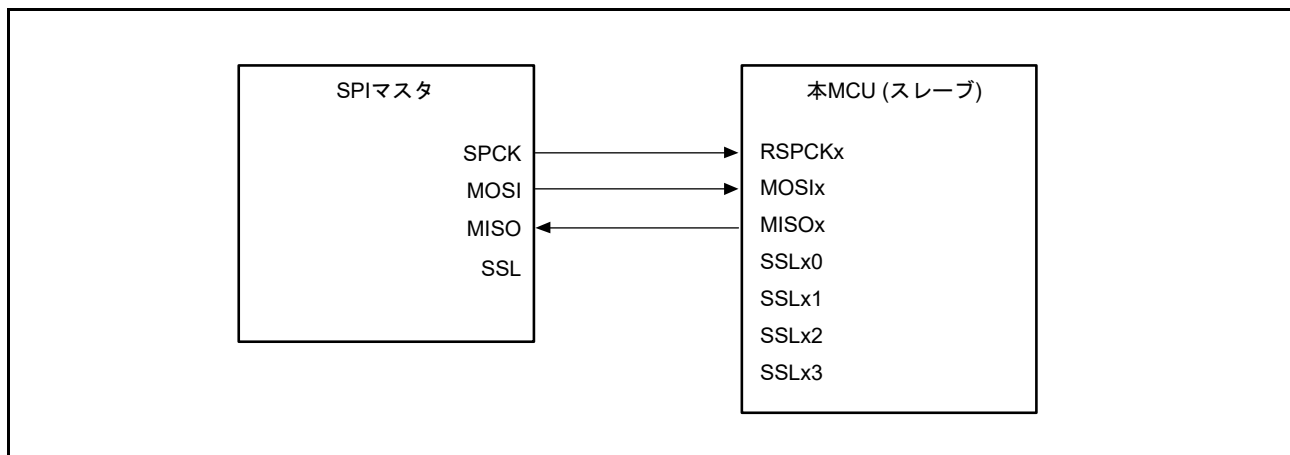 SPIマスタ
SPCK
MOSI
MISO
SSL
本MCU (スレーブ)
RSPCKx
MOSIx
MISOx
SSLx0
SSLx1
SSLx2
SSLx3